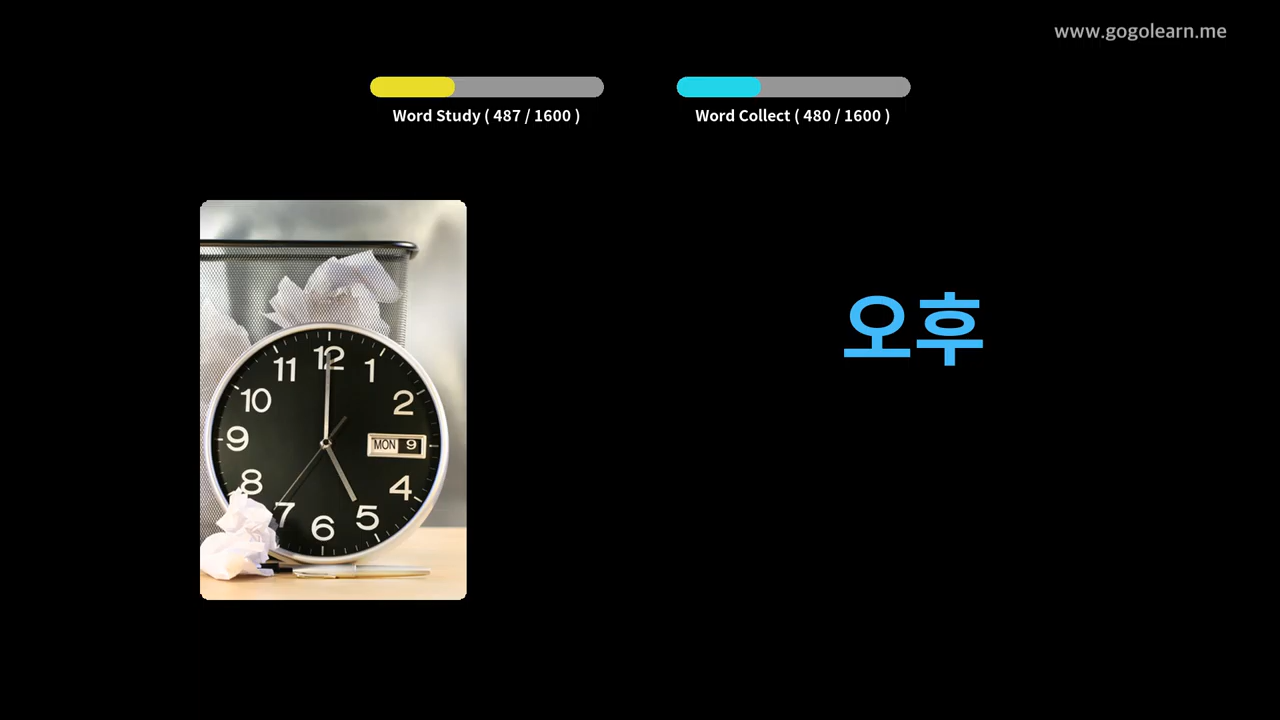 www.gogolearn.me
Word Study ( 487 / 1600 )
Word Collect ( 480 / 1600 )
오후
12
11
1
10
2
9
MON 9
8
4
7
5
6